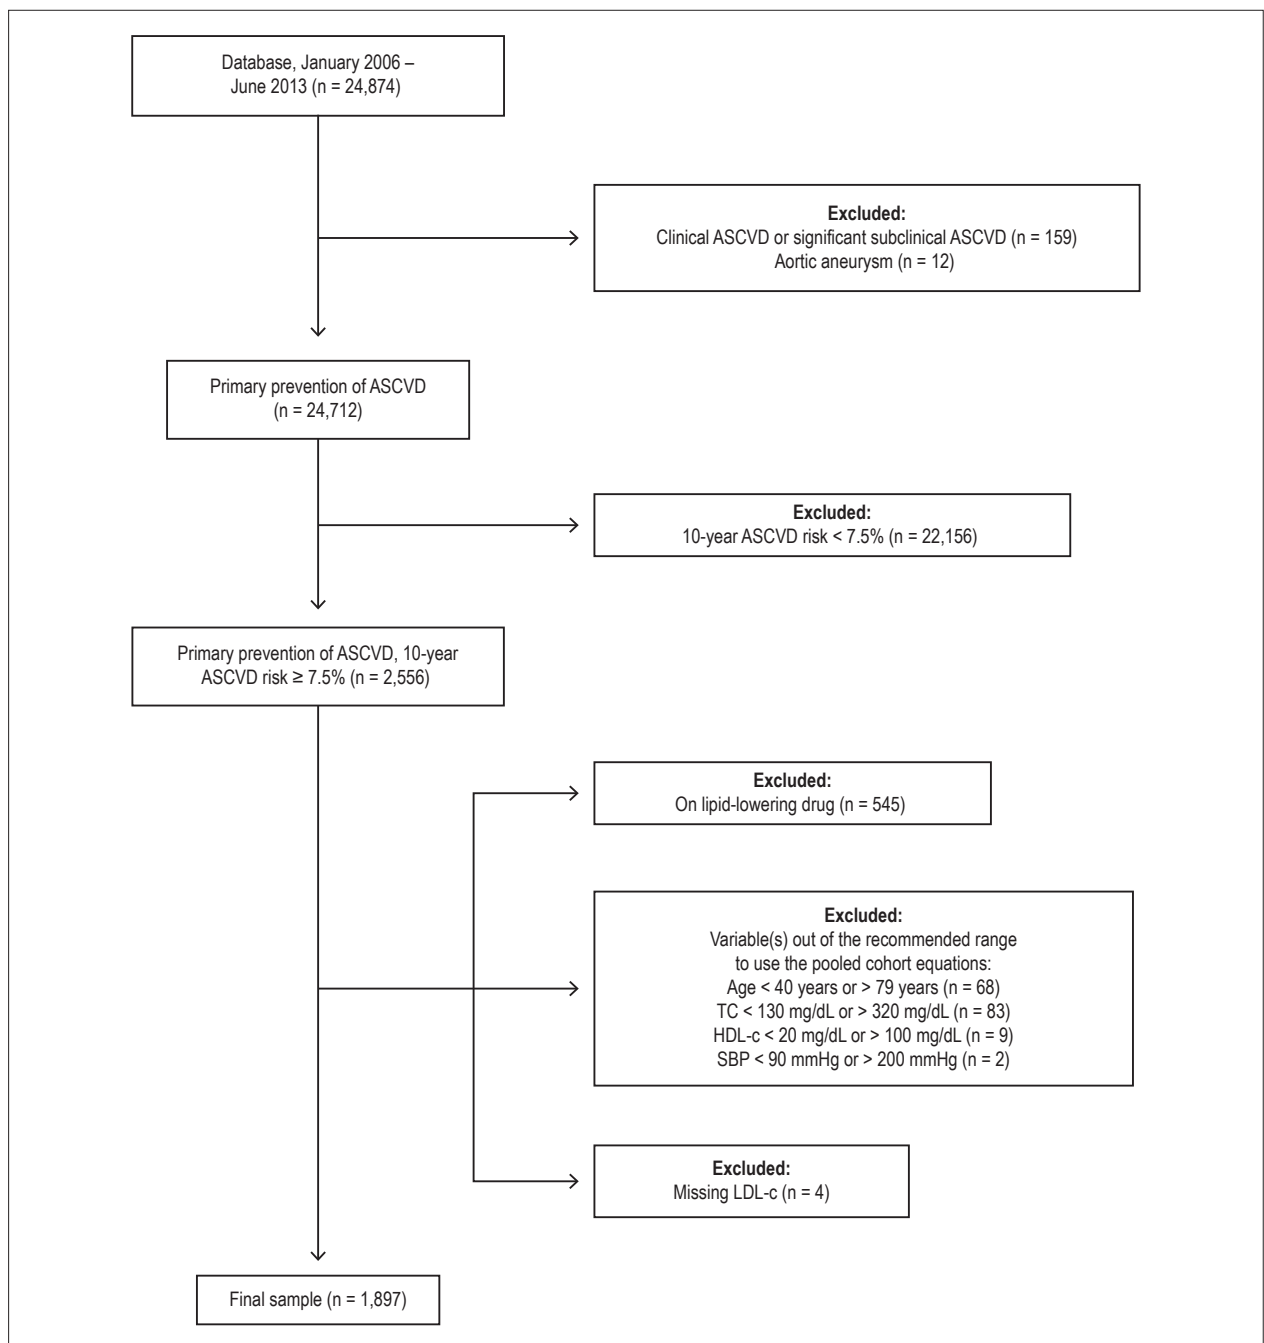 Database, January 2006 –
June 2013 (n = 24,874)
Excluded:
Clinical ASCVD or significant subclinical ASCVD (n = 159)
Aortic aneurysm (n = 12)
Primary prevention of ASCVD
(n = 24,712)
Excluded:
10-year ASCVD risk < 7.5% (n = 22,156)
Primary prevention of ASCVD, 10-year
ASCVD risk ≥ 7.5% (n = 2,556)
Excluded:
On lipid-lowering drug (n = 545)
Excluded:
Variable(s) out of the recommended range
to use the pooled cohort equations:
Age < 40 years or > 79 years (n = 68)
TC < 130 mg/dL or > 320 mg/dL (n = 83)
HDL-c < 20 mg/dL or > 100 mg/dL (n = 9)
SBP < 90 mmHg or > 200 mmHg (n = 2)
Excluded:
Missing LDL-c (n = 4)
Final sample (n = 1,897)